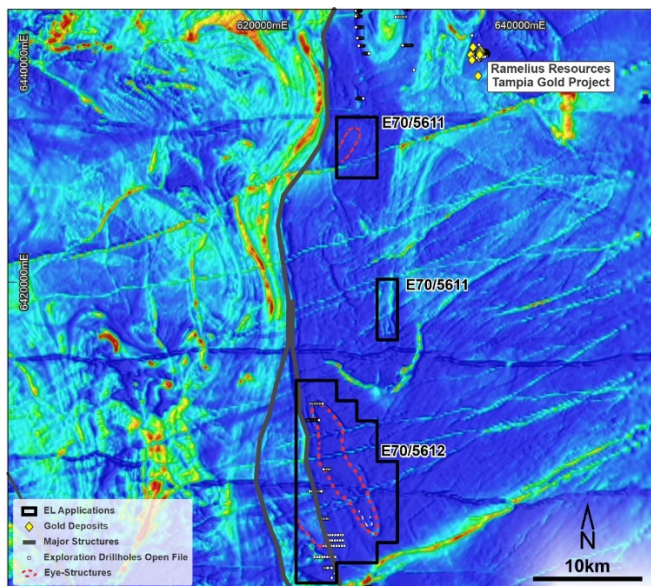 620000mE
640000mE
6440000mE
Ramelius Resources
Tampia Gold Project
E70/5611
6420000mE
E70/5611
E70/5612
EL Applications
Gold Deposits
Major Structures
Exploration Drillholes Open File
Eye-Structures
N
10km